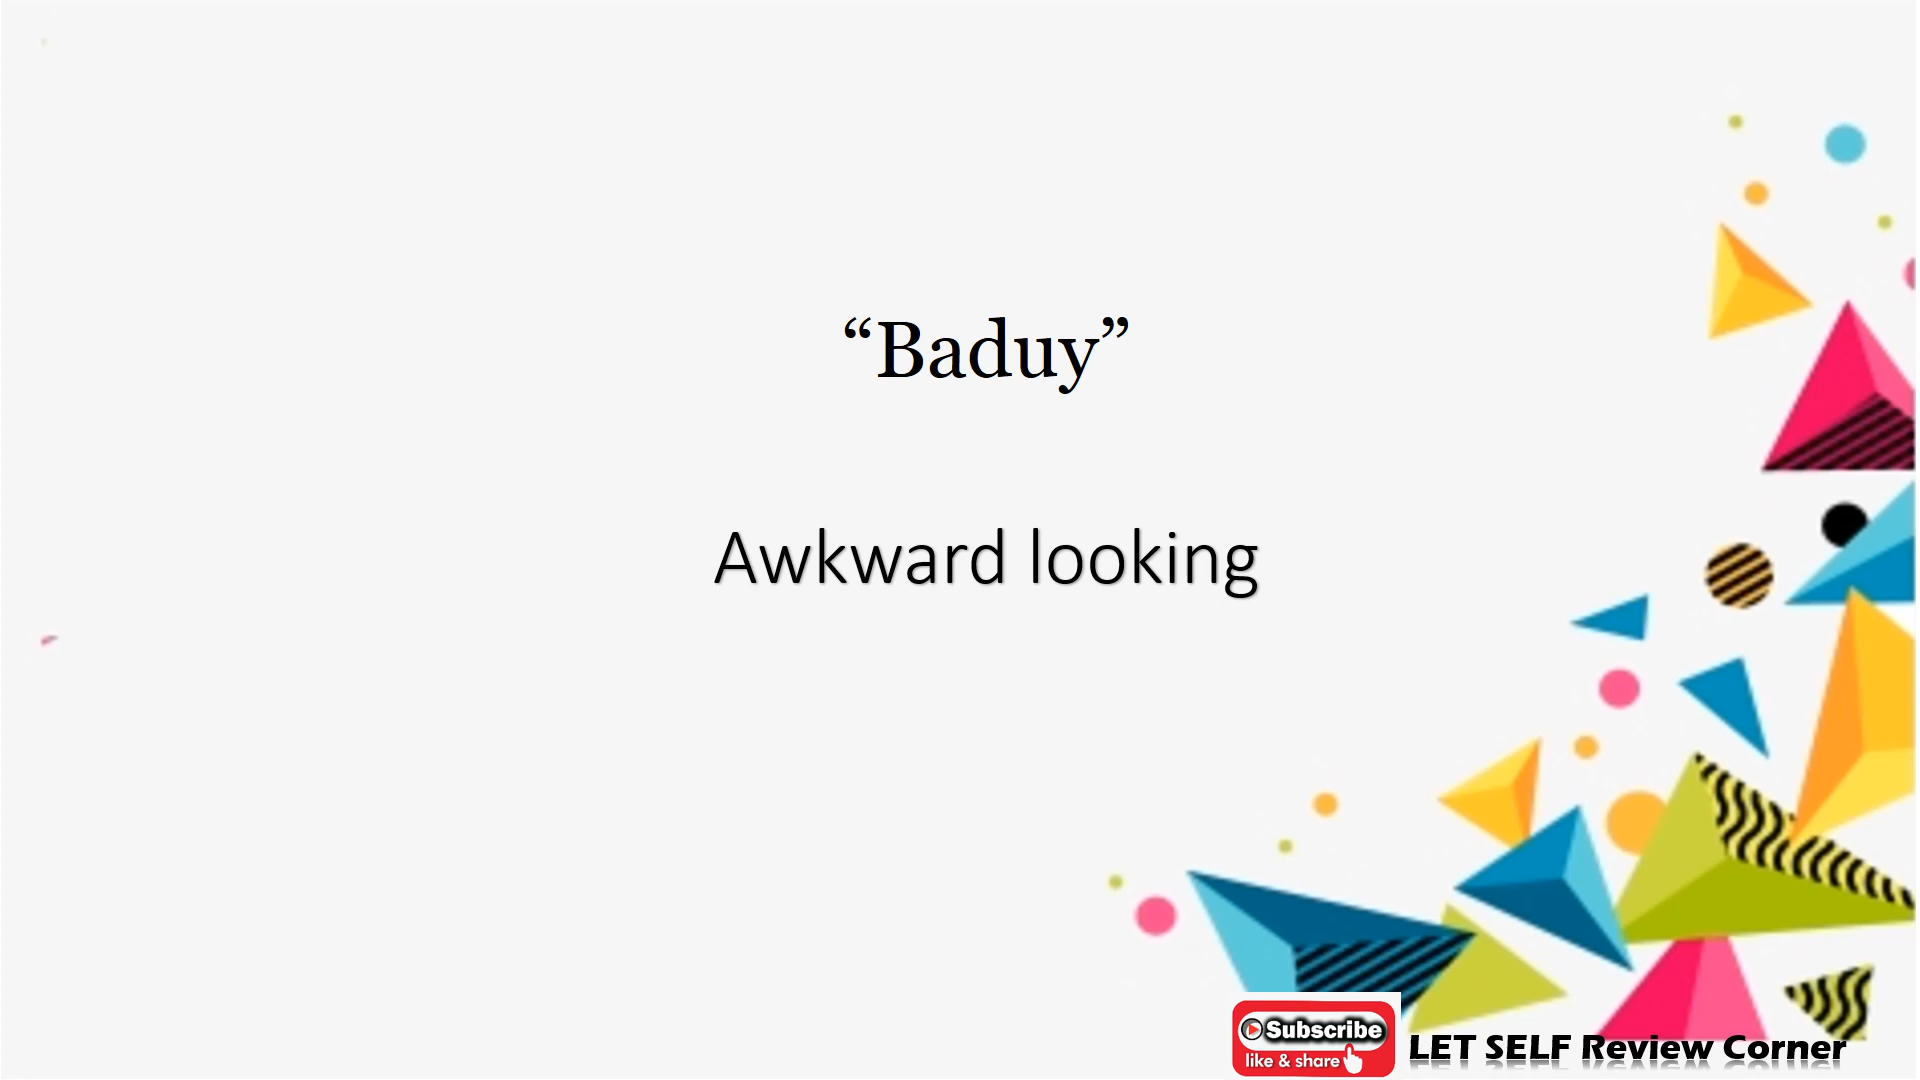 “Baduy”
Awkward looking
Subscribe
like & share
LET SELF Review Corner